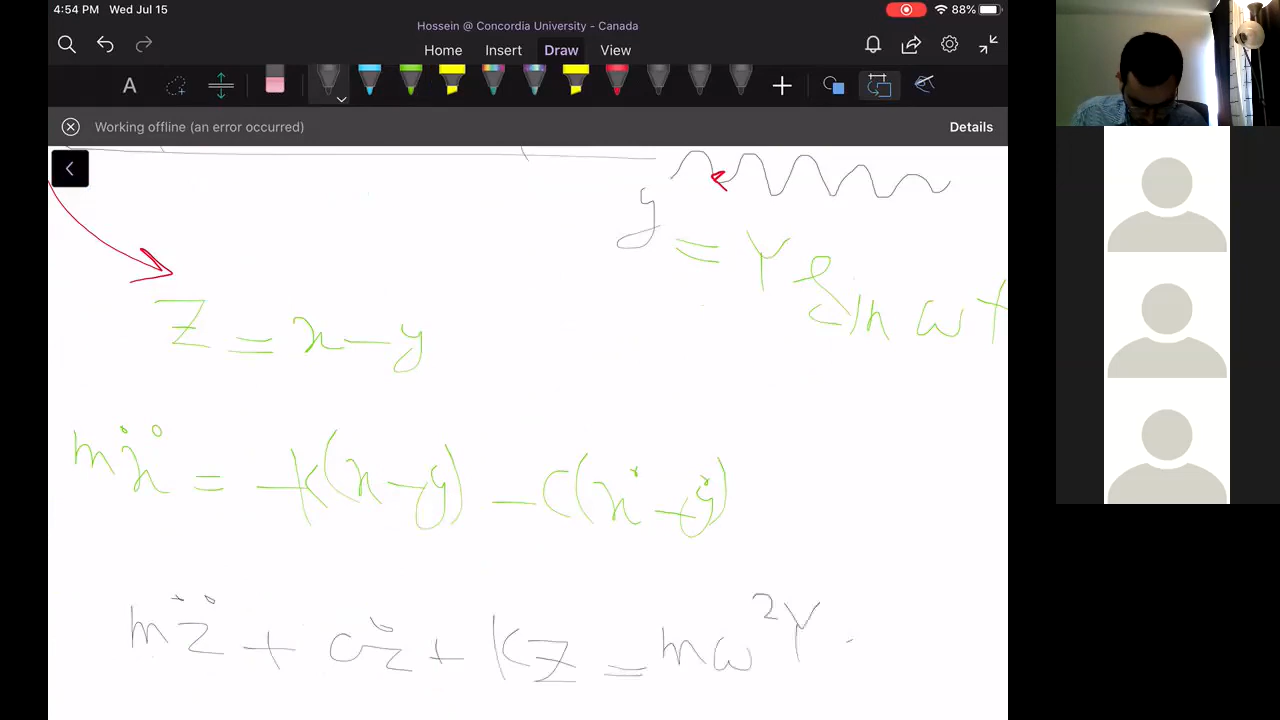 4:54 PM Wed Jul 15
88%
Hossein @ Concordia University - Canada
Home Insert Draw View
A
Working offline (an error occurred)
Details
y = Y sin ωt
Z = x - y
mẍ = -k(x-y) - c(ẋ-ẏ)
mz̈ + cż + kz = mω²Y